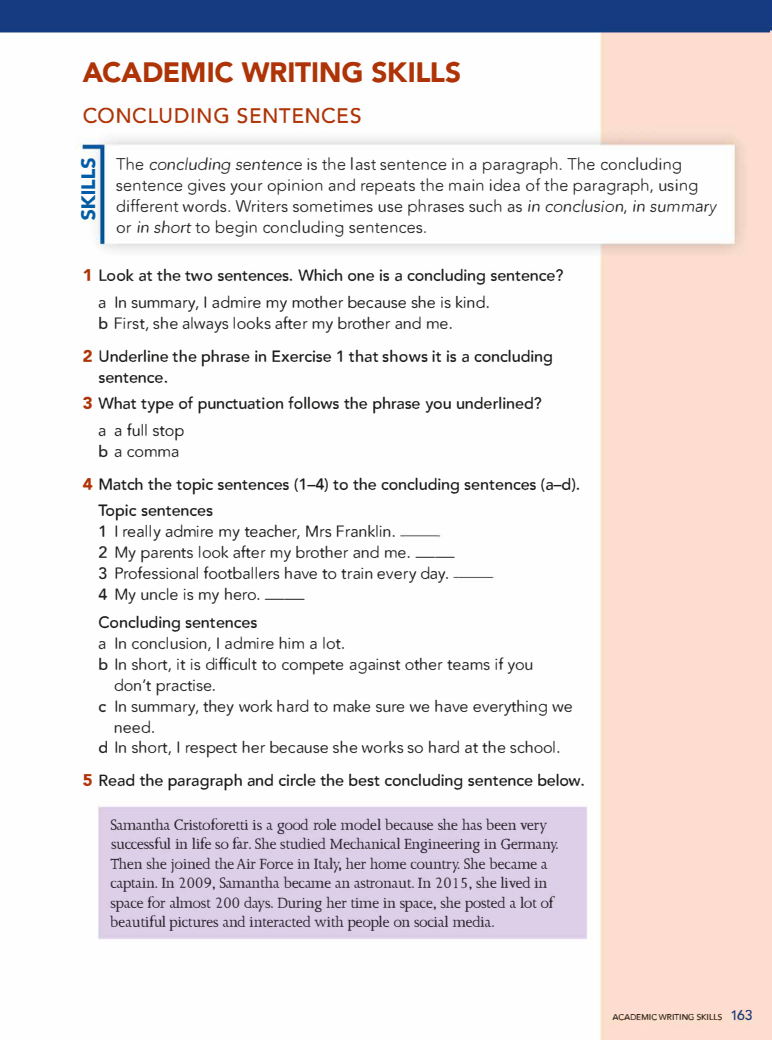 ACADEMIC WRITING SKILLS
CONCLUDING SENTENCES
SKILLS
The concluding sentence is the last sentence in a paragraph. The concluding
sentence gives your opinion and repeats the main idea of the paragraph, using
different words. Writers sometimes use phrases such as in conclusion, in summary
or in short to begin concluding sentences.
1 Look at the two sentences. Which one is a concluding sentence?
a In summary, I admire my mother because she is kind.
b First, she always looks after my brother and me.
2 Underline the phrase in Exercise 1 that shows it is a concluding
sentence.
3 What type of punctuation follows the phrase you underlined?
a a full stop
b a comma
4 Match the topic sentences (1–4) to the concluding sentences (a–d).
Topic sentences
1 I really admire my teacher, Mrs Franklin. _____
2 My parents look after my brother and me. _____
3 Professional footballers have to train every day. _____
4 My uncle is my hero. _____
Concluding sentences
a In conclusion, I admire him a lot.
b In short, it is difficult to compete against other teams if you
don't practise.
c In summary, they work hard to make sure we have everything we
need.
d In short, I respect her because she works so hard at the school.
5 Read the paragraph and circle the best concluding sentence below.
Samantha Cristoforetti is a good role model because she has been very
successful in life so far. She studied Mechanical Engineering in Germany.
Then she joined the Air Force in Italy, her home country. She became a
captain. In 2009, Samantha became an astronaut. In 2015, she lived in
space for almost 200 days. During her time in space, she posted a lot of
beautiful pictures and interacted with people on social media.
ACADEMIC WRITING SKILLS 163